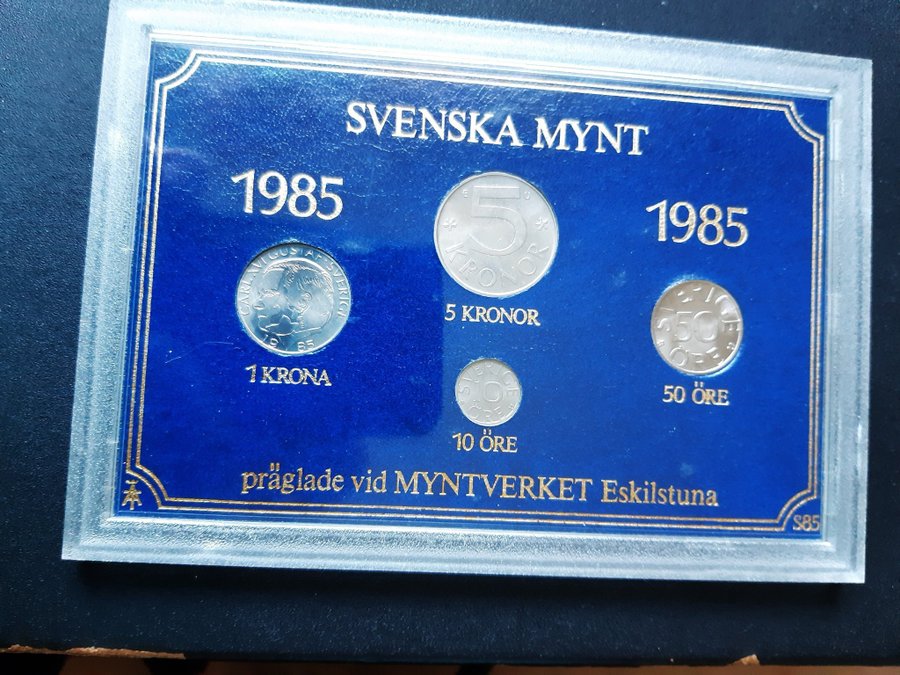 SVENSKA MYNT
1985
1985
CARL XVI GUSTAF SVERIGE
19 85
1 KRONA
5
KRONOR
5 KRONOR
SVERIGE
50
ÖRE
50 ÖRE
SVERIGE
10
ÖRE
10 ÖRE
präglade vid MYNTVERKET Eskilstuna
S85